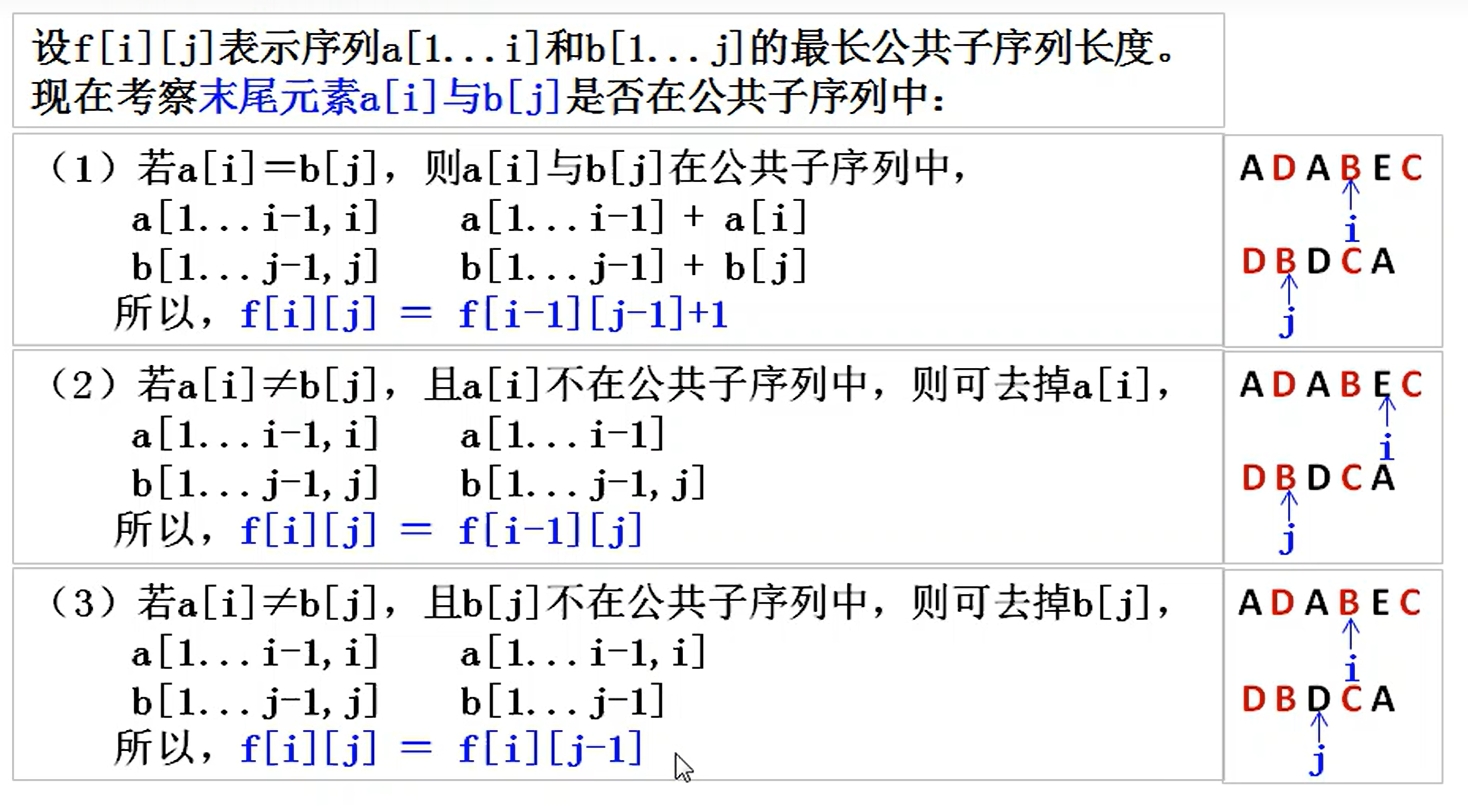 设f[i][j]表示序列a[1...i]和b[1...j]的最长公共子序列长度。
现在考察末尾元素a[i]与b[j]是否在公共子序列中：
（1）若a[i]＝b[j]，则a[i]与b[j]在公共子序列中，
a[1...i-1,i] a[1...i-1] + a[i]
b[1...j-1,j] b[1...j-1] + b[j]
所以，f[i][j] = f[i-1][j-1]+1
A D A B E C
i
D B D C A
j
（2）若a[i]≠b[j]，且a[i]不在公共子序列中，则可去掉a[i]，
a[1...i-1,i] a[1...i-1]
b[1...j-1,j] b[1...j-1,j]
所以，f[i][j] = f[i-1][j]
A D A B E C
i
D B D C A
j
（3）若a[i]≠b[j]，且b[j]不在公共子序列中，则可去掉b[j]，
a[1...i-1,i] a[1...i-1,i]
b[1...j-1,j] b[1...j-1]
所以，f[i][j] = f[i][j-1]
A D A B E C
i
D B D C A
j